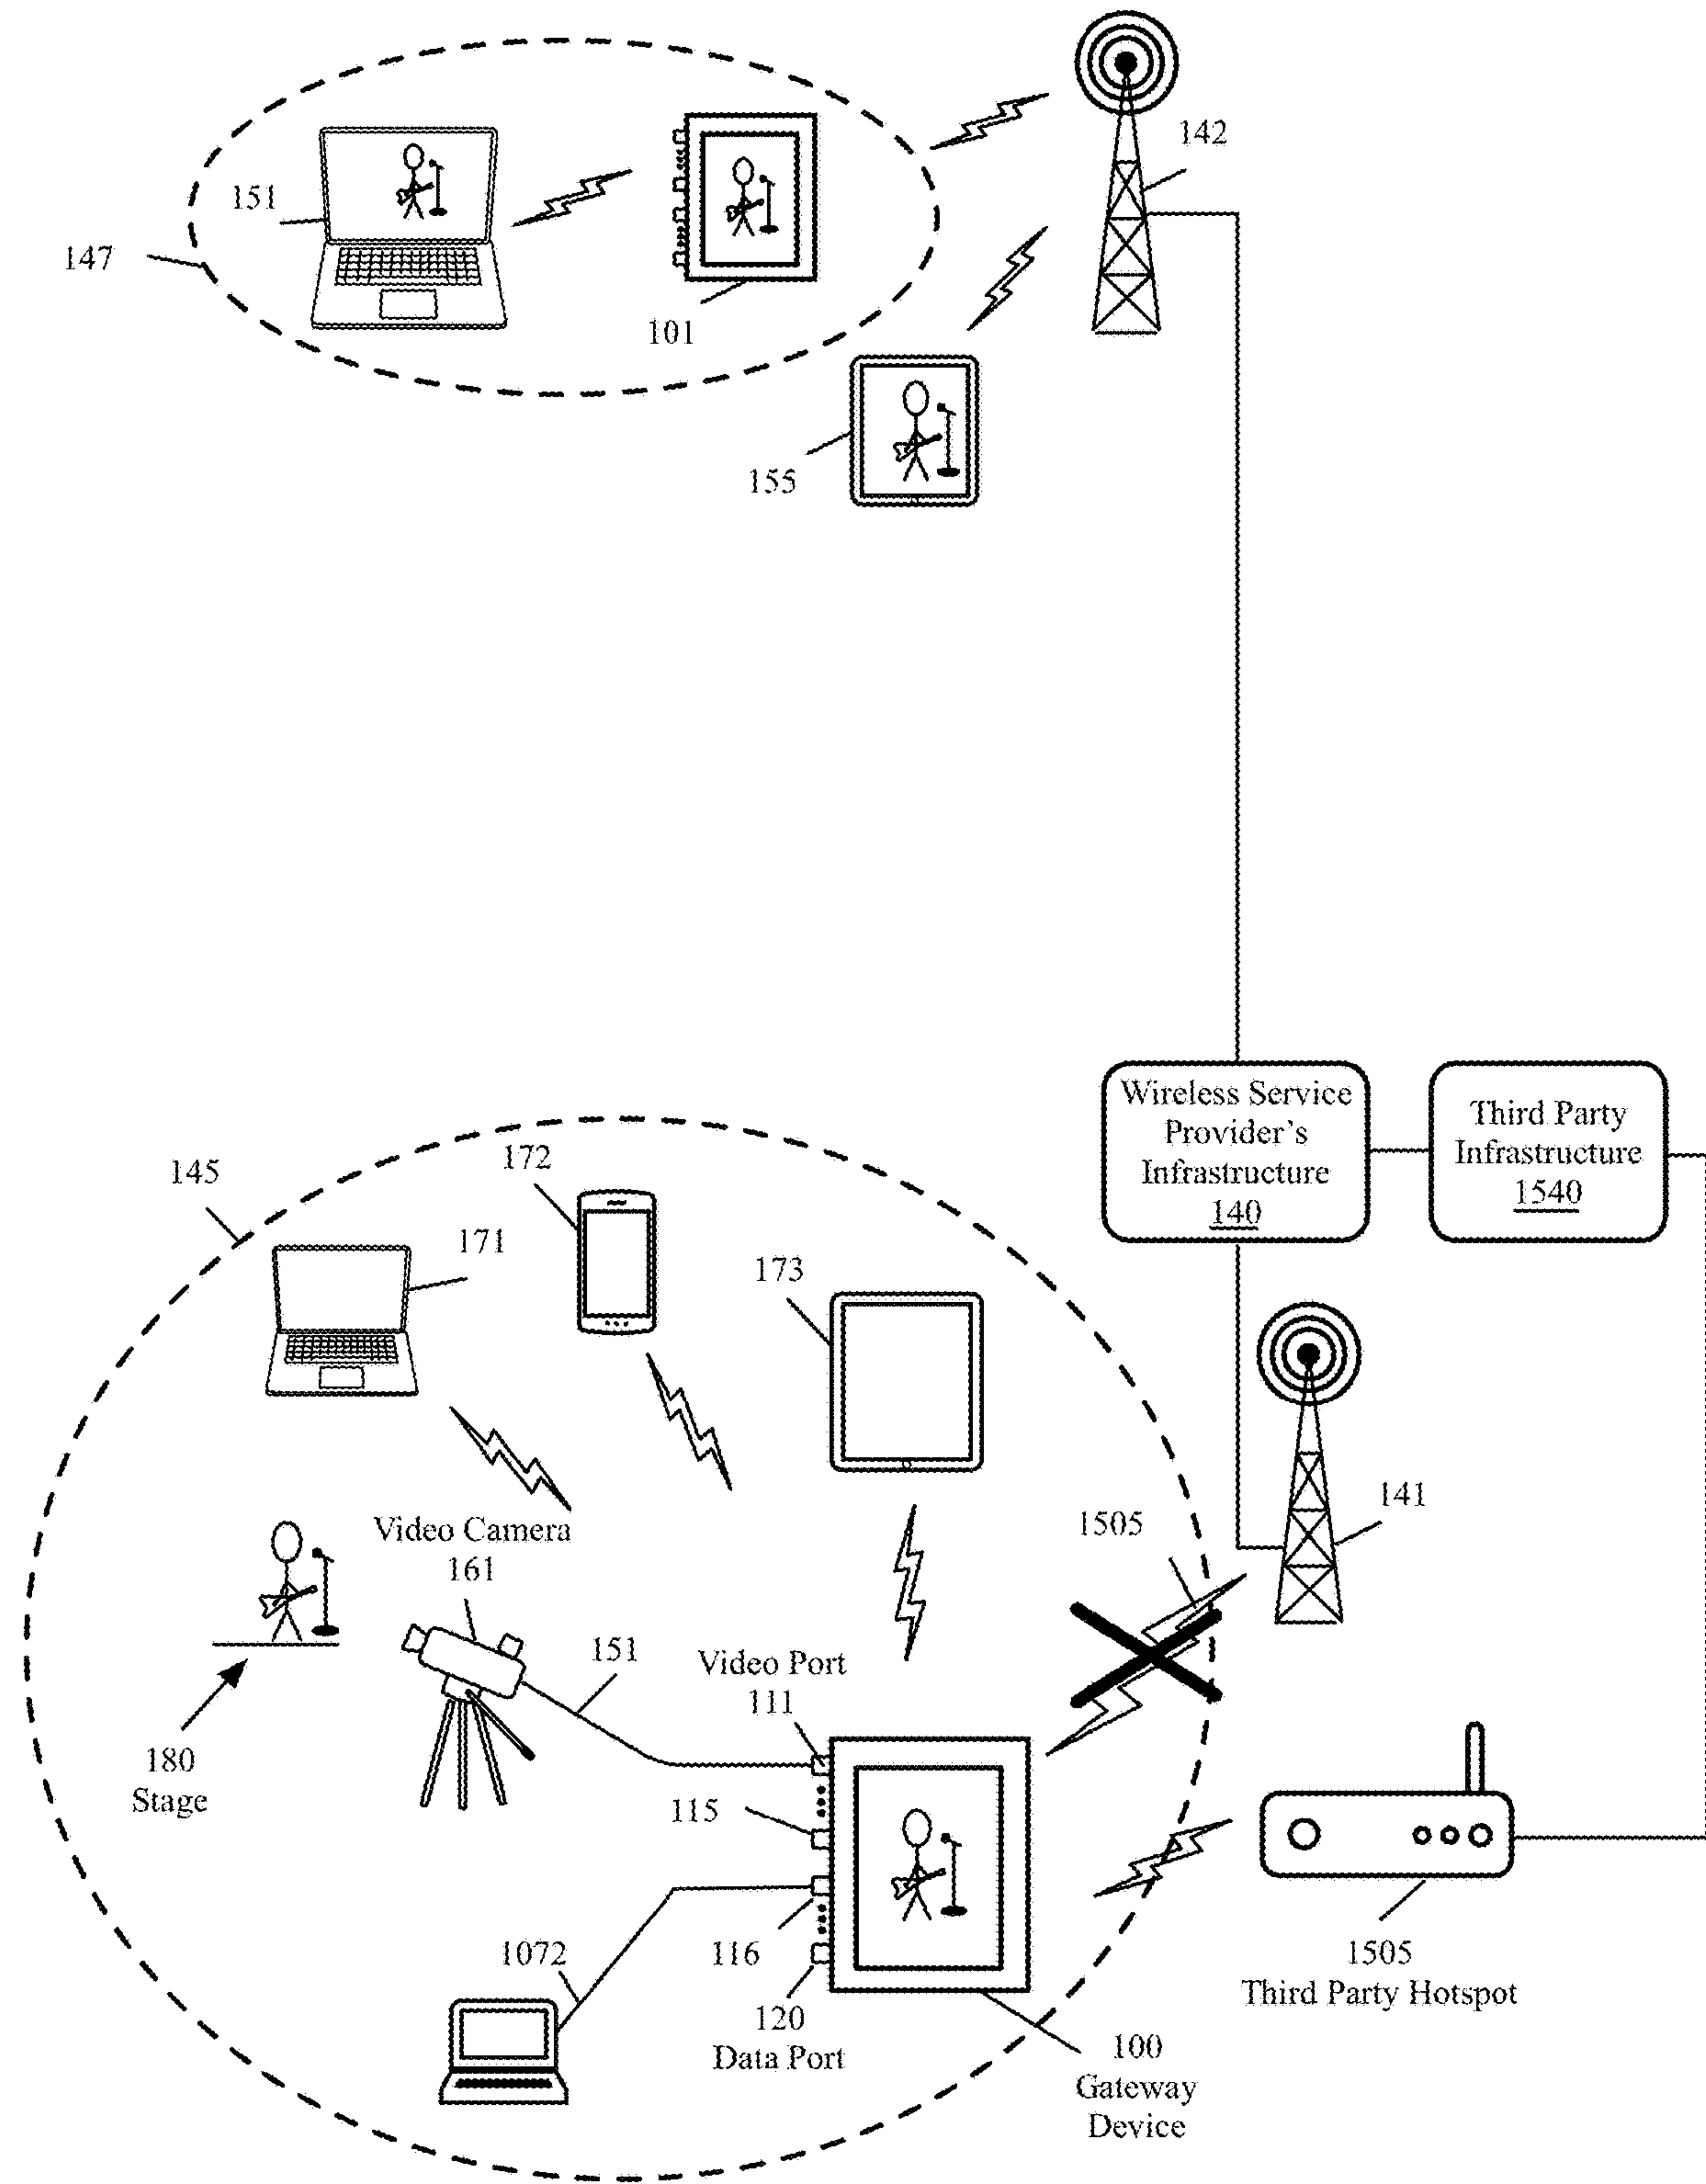 142
151
147
101
155
Wireless Service
Provider's
Infrastructure
140
Third Party
Infrastructure
1540
172
145
171
173
141
1505
Video Camera
161
151
Video Port
111
180
Stage
115
116
1072
120
Data Port
1505
Third Party Hotspot
100
Gateway
Device